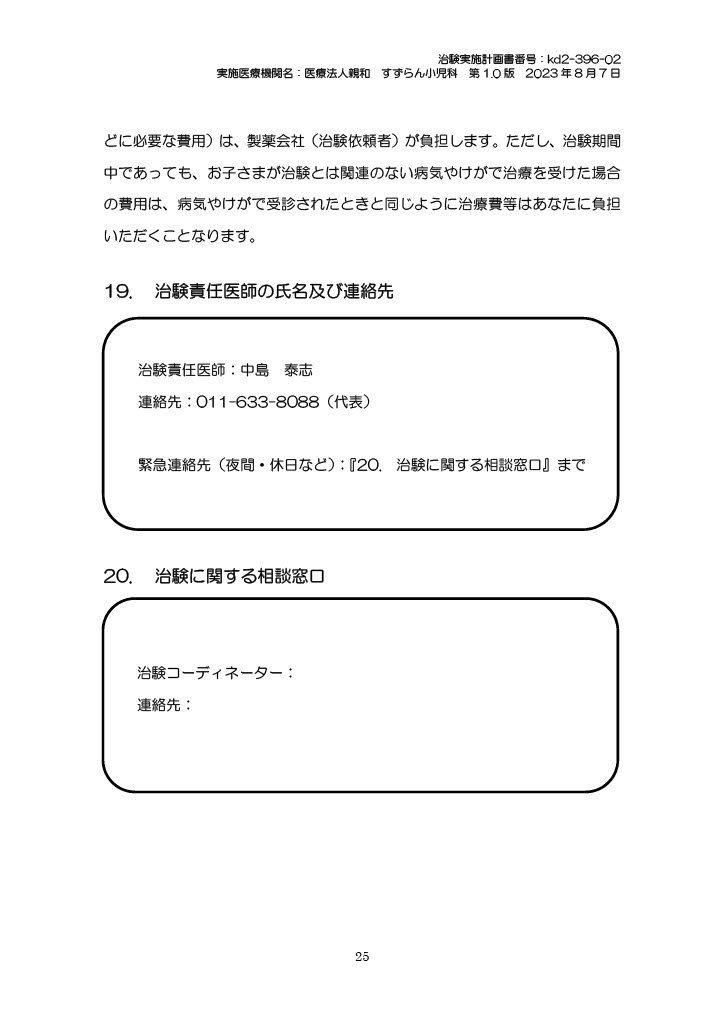 治験実施計画書番号：kd2-396-02
実施医療機関名：医療法人親和　すずらん小児科　第1.0版　2023年8月7日
どに必要な費用）は、製薬会社（治験依頼者）が負担します。ただし、治験期間
中であっても、お子さまが治験とは関連のない病気やけがで治療を受けた場合
の費用は、病気やけがで受診されたときと同じように治療費等はあなたに負担
いただくことなります。
19.　治験責任医師の氏名及び連絡先
治験責任医師：中島　泰志
連絡先：011-633-8088（代表）
緊急連絡先（夜間・休日など）：『20.　治験に関する相談窓口』まで
20.　治験に関する相談窓口
治験コーディネーター：
連絡先：
25